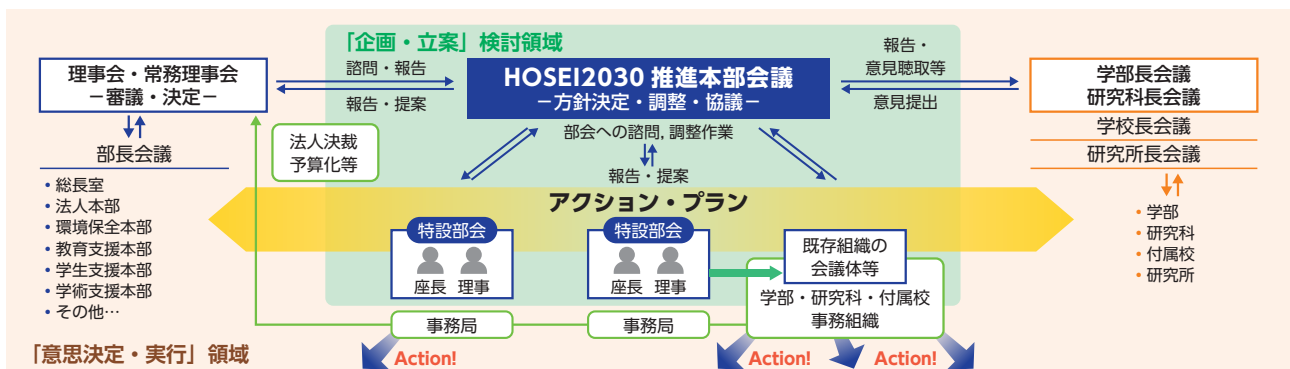 「企画・立案」検討領域
理事会・常務理事会
－審議・決定－
諮問・報告
報告・提案
HOSEI2030 推進本部会議
－方針決定・調整・協議－
報告・
意見聴取等
意見提出
学部長会議
研究科長会議
学校長会議
研究所長会議
部長会議
・総長室
・法人本部
・環境保全本部
・教育支援本部
・学生支援本部
・学術支援本部
・その他…
法人決裁
予算化等
部会への諮問，調整作業
報告・提案
アクション・プラン
特設部会
座長 理事
特設部会
座長 理事
既存組織の
会議体等
学部・研究科・付属校
事務組織
・学部
・研究科
・付属校
・研究所
事務局
事務局
「意思決定・実行」領域
Action!
Action!
Action!